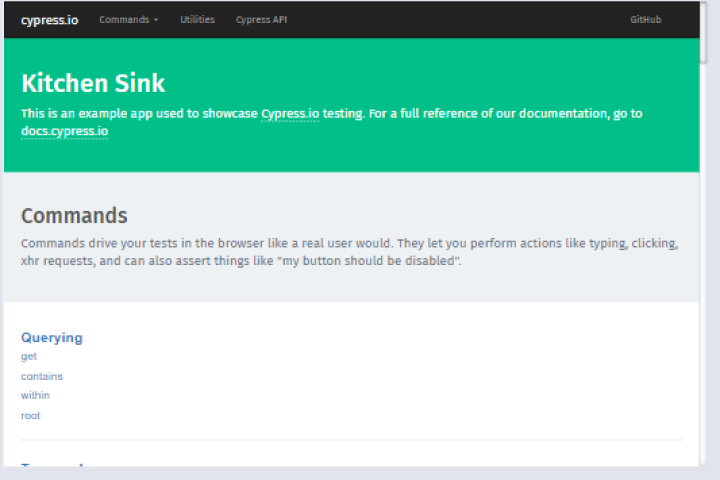 cypress.io Commands Utilities Cypress API GitHub
Kitchen Sink
This is an example app used to showcase Cypress.io testing. For a full reference of our documentation, go to
docs.cypress.io
Commands
Commands drive your tests in the browser like a real user would. They let you perform actions like typing, clicking,
xhr requests, and can also assert things like "my button should be disabled".
Querying
get
contains
within
root